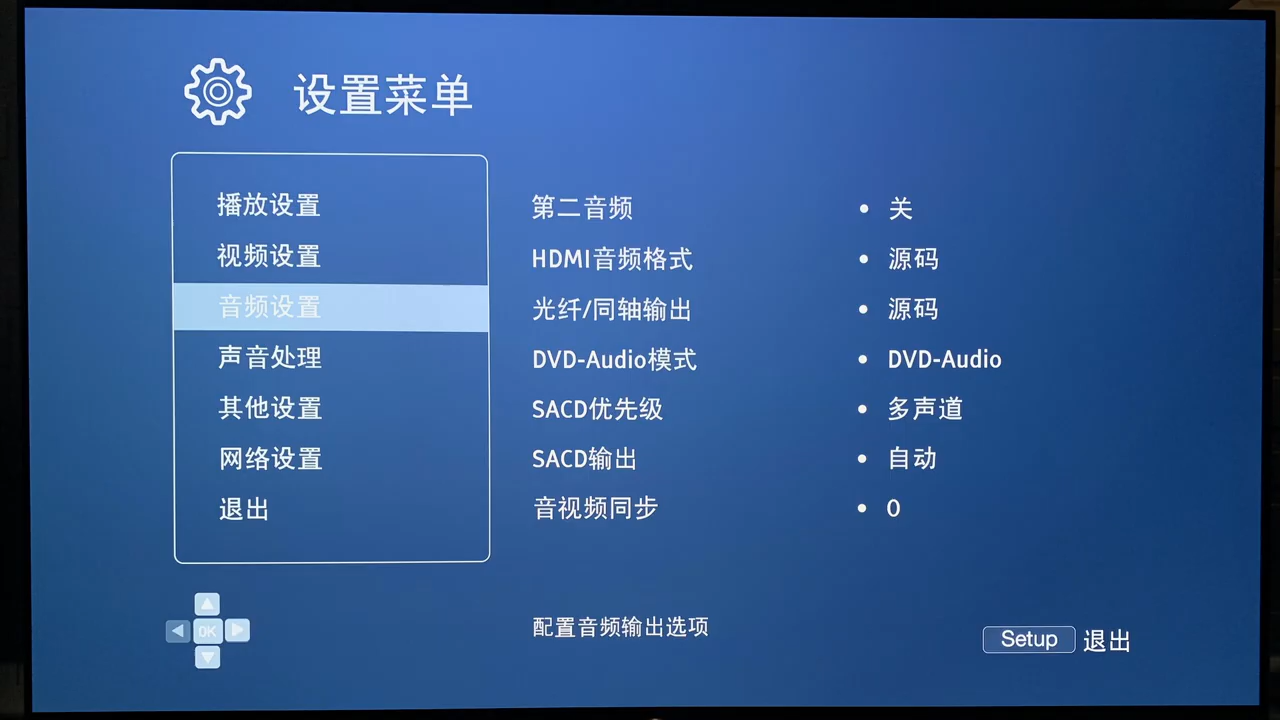 设置菜单
播放设置
视频设置
音频设置
声音处理
其他设置
网络设置
退出
第二音频 • 关
HDMI音频格式 • 源码
光纤/同轴输出 • 源码
DVD-Audio模式 • DVD-Audio
SACD优先级 • 多声道
SACD输出 • 自动
音视频同步 • 0
OK
配置音频输出选项
Setup 退出